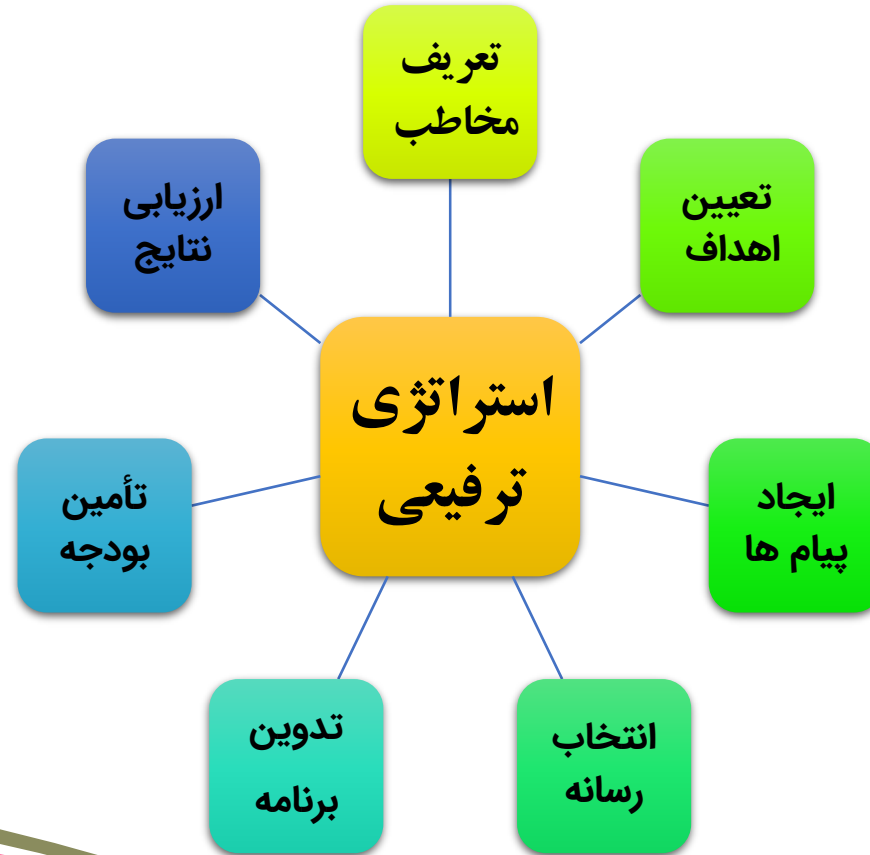 تعریف
مخاطب
تعیین
اهداف
ایجاد
پیام ها
انتخاب
رسانه
تدوین
برنامه
تأمین
بودجه
ارزیابی
نتایج
استراتژی
ترفیعی